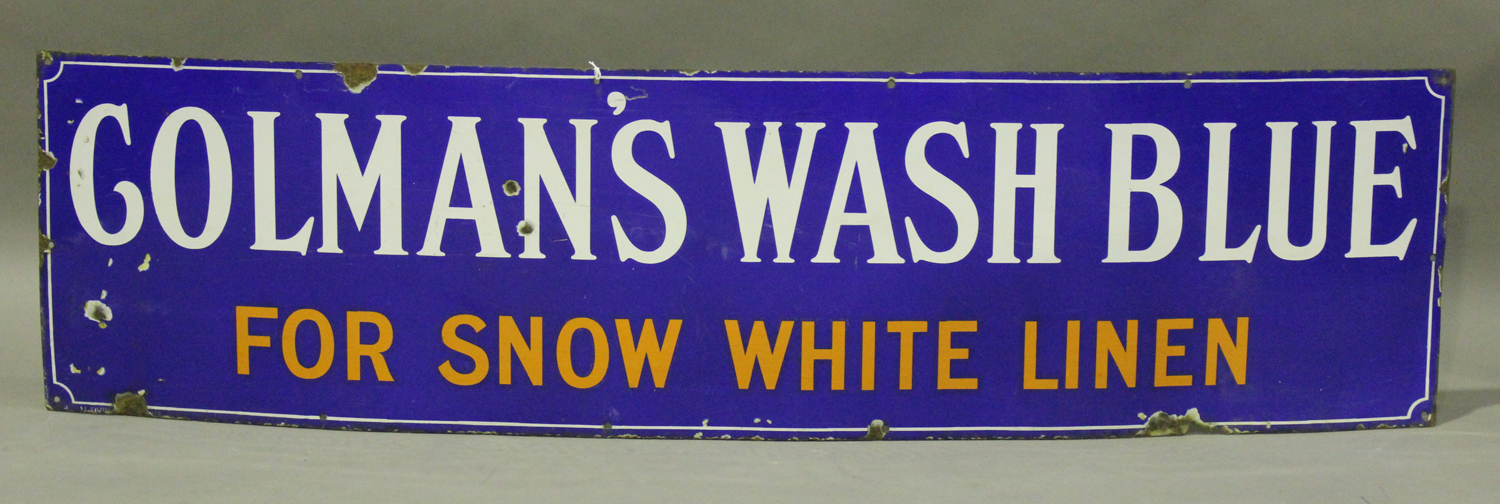 COLMAN'S WASH BLUE
FOR SNOW WHITE LINEN